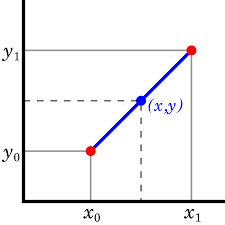 y₁
(x,y)
y₀
x₀ x₁